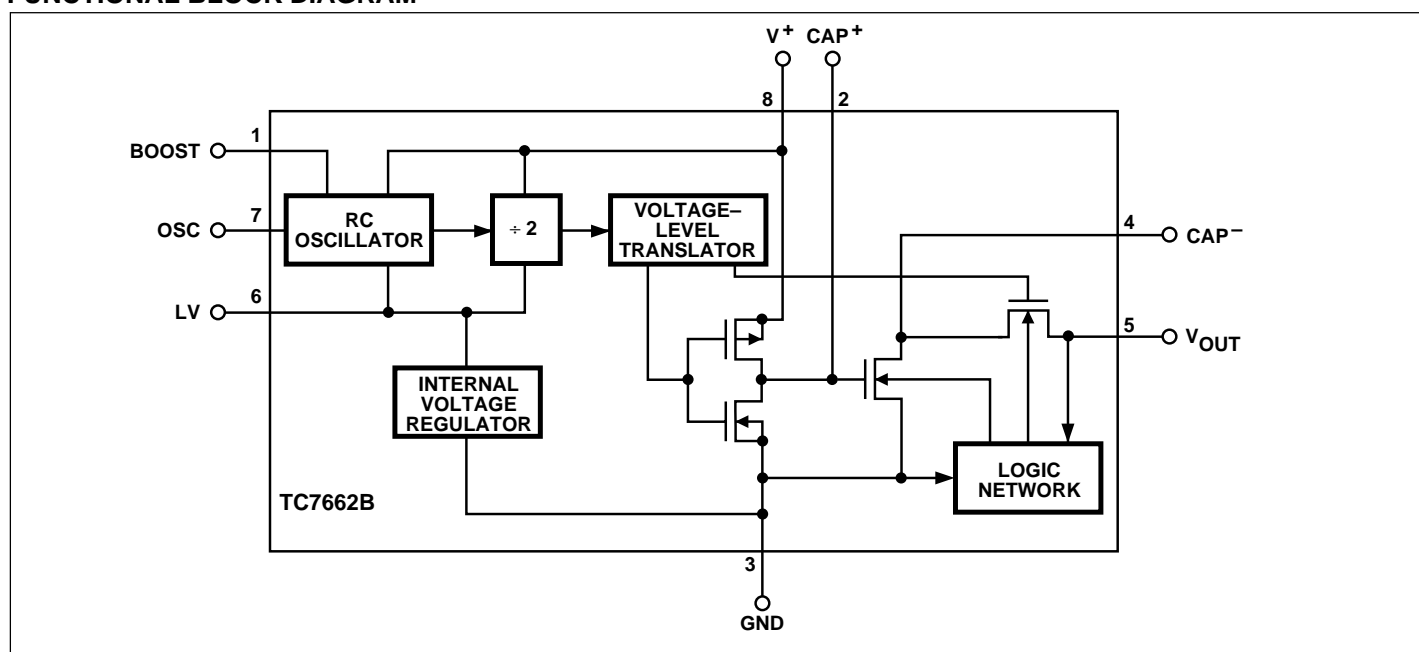 FUNCTIONAL BLOCK DIAGRAM
V+ CAP+
8 2
1
BOOST
7
OSC
6
LV
RC
OSCILLATOR
÷ 2
VOLTAGE–
LEVEL
TRANSLATOR
4
CAP–
5
VOUT
INTERNAL
VOLTAGE
REGULATOR
LOGIC
NETWORK
TC7662B
3
GND